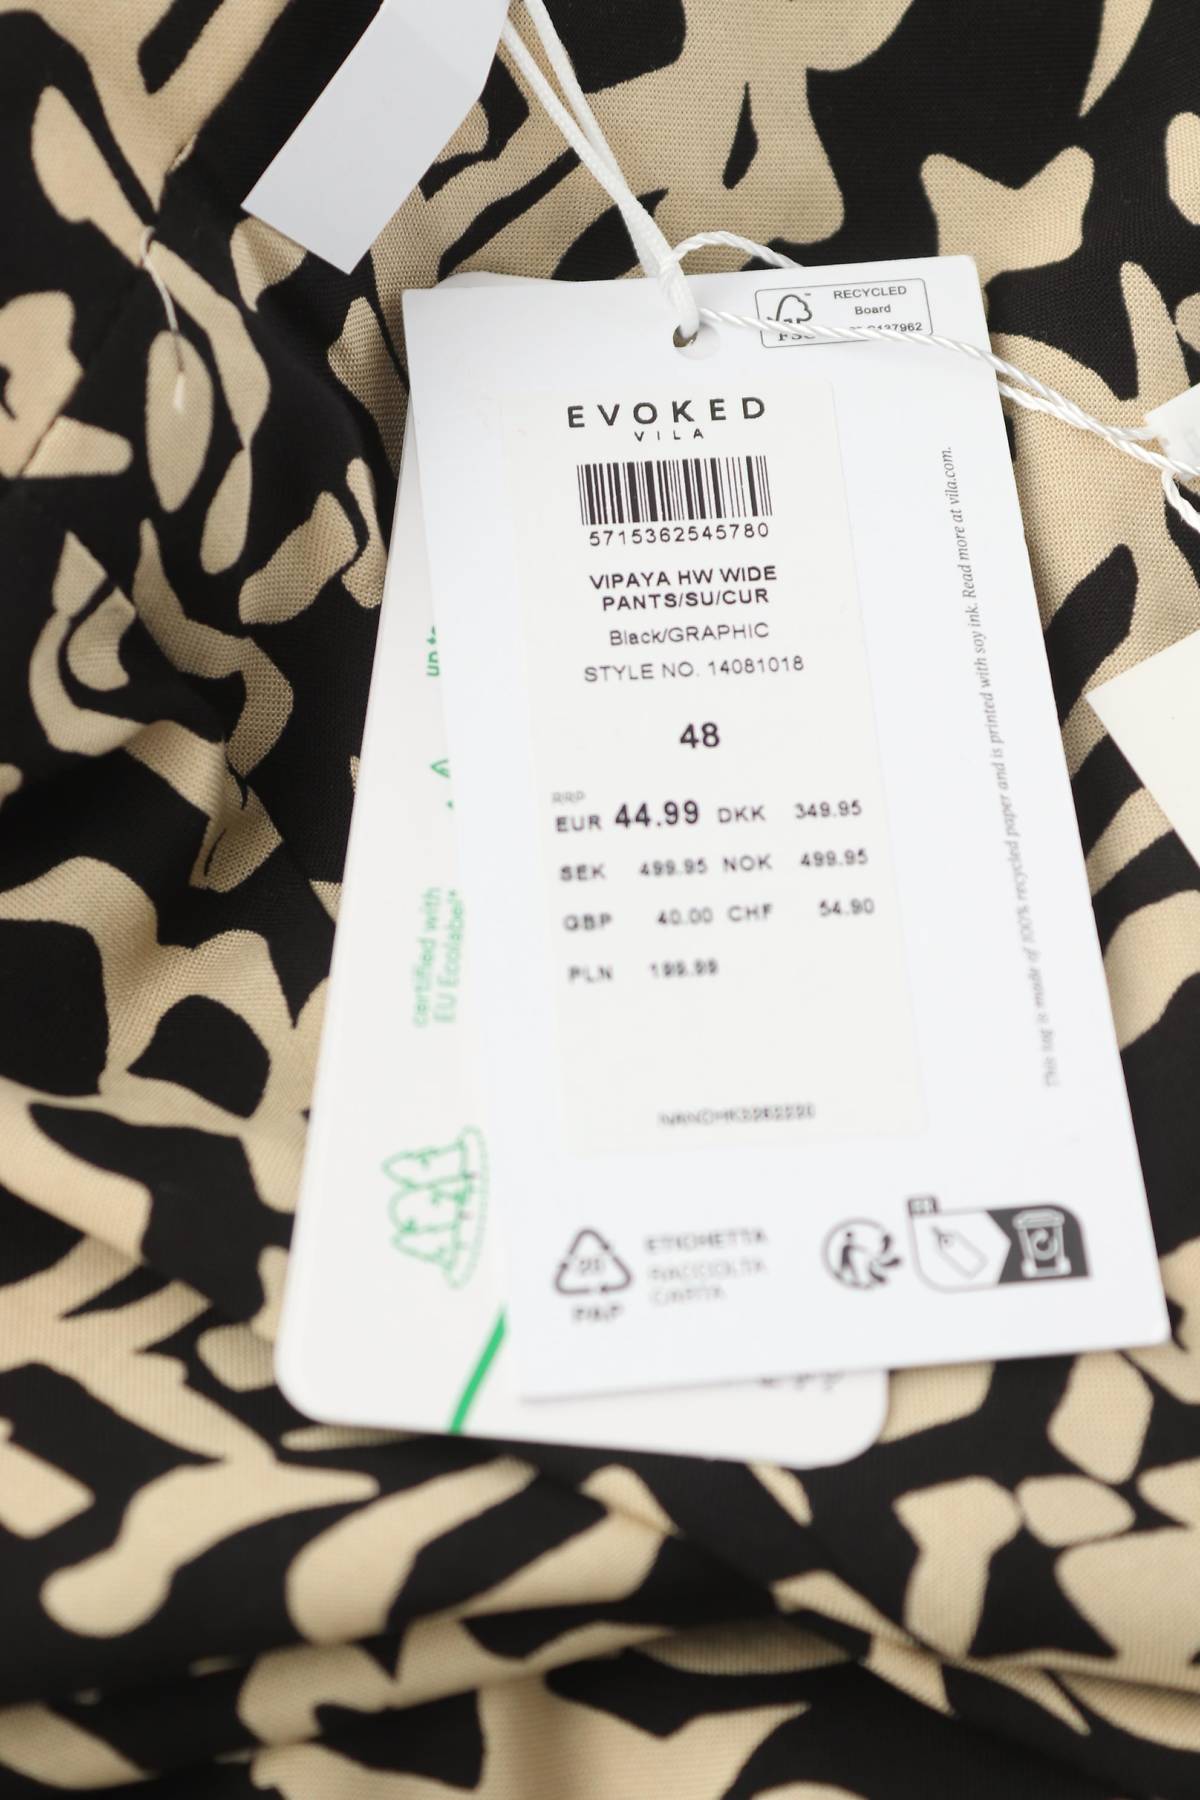 RECYCLED
Board
EVOKED
VILA
5715362545780
VIPAYA HW WIDE
PANTS/SU/CUR
Black/GRAPHIC
STYLE NO. 14081018
48
RRP
EUR 44.99 DKK 349.95
SEK 499.95 NOK 499.95
GBP 40.00 CHF 54.90
PLN 199.99
ETICHETTA
RACCOLTA
CARTA
20
PAP
FR
This tag is made of 100% recycled paper and is printed with soy ink. Read more at vila.com.
certified with
EU Ecolabel*